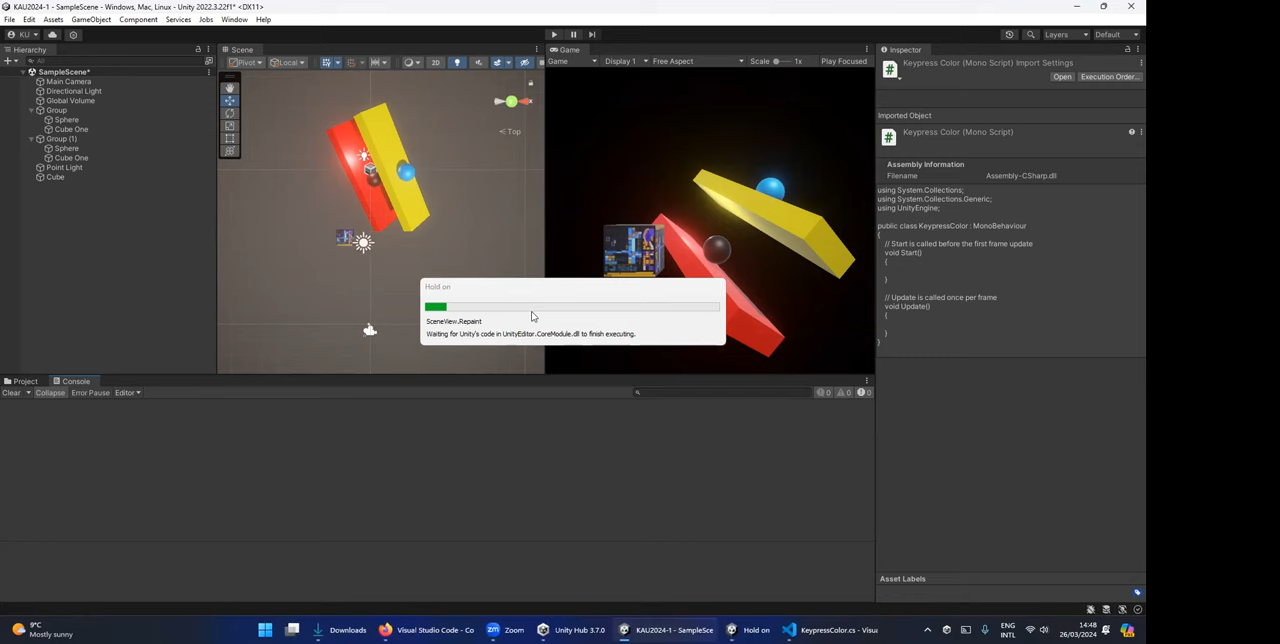 KAU2024-1 - SampleScene - Windows, Mac, Linux - Unity 2022.3.22f1* <DX11>
File Edit Assets GameObject Component Services Jobs Window Help
KU Layers Default
Hierarchy Scene Game Inspector
All Pivot Local 2D Game Display 1 Free Aspect Scale 1x Play Focused
SampleScene*
Main Camera
Directional Light
Global Volume
Group
Sphere
Cube One
Group (1)
Sphere
Cube One
Point Light
Cube
Top
Keypress Color (Mono Script) Import Settings
Open Execution Order...
Imported Object
Keypress Color (Mono Script)
Assembly Information
Filename Assembly-CSharp.dll
using System.Collections;
using System.Collections.Generic;
using UnityEngine;
public class KeypressColor : MonoBehaviour
{
// Start is called before the first frame update
void Start()
{
}
// Update is called once per frame
void Update()
{
}
}
Hold on
SceneView.Repaint
Waiting for Unity's code in UnityEditor.CoreModule.dll to finish executing.
Project Console
Clear Collapse Error Pause Editor 0 0 0
Asset Labels
9°C
Mostly sunny
Downloads Visual Studio Code - Co Zoom Unity Hub 3.7.0 KAU2024-1 - SampleSce Hold on KeypressColor.cs - Visu
ENG
INTL
14:48
26/03/2024